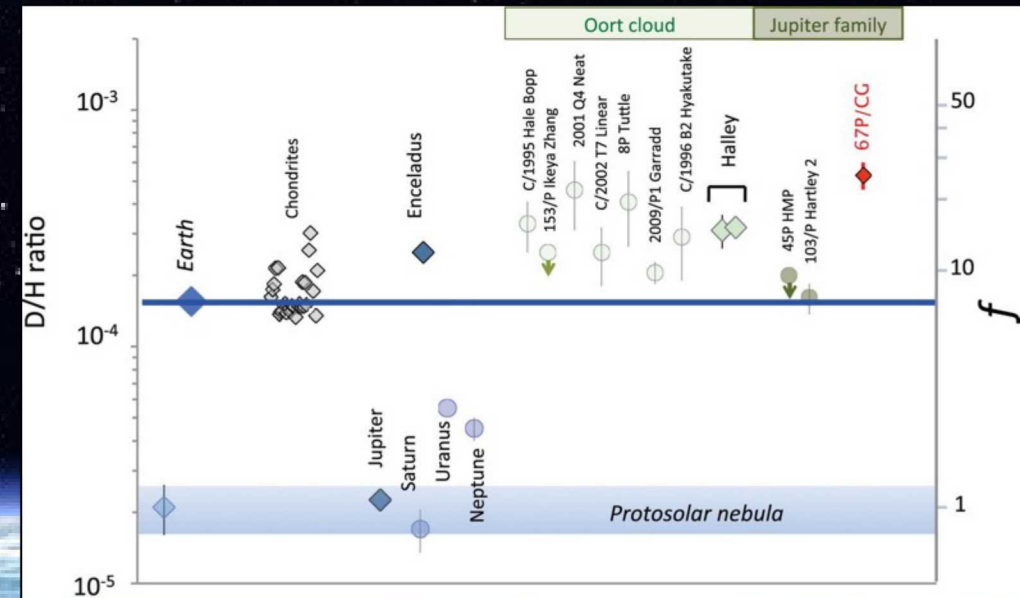 Oort cloud
Jupiter family
D/H ratio
10-3
10-4
10-5
50
10
1
f
Earth
Chondrites
Enceladus
C/1995 Hale Bopp
153/P Ikeya Zhang
2001 Q4 Neat
C/2002 T7 Linear
8P Tuttle
2009/P1 Garradd
C/1996 B2 Hyakutake
Halley
45P HMP
103/P Hartley 2
67P/CG
Jupiter
Saturn
Uranus
Neptune
Protosolar nebula